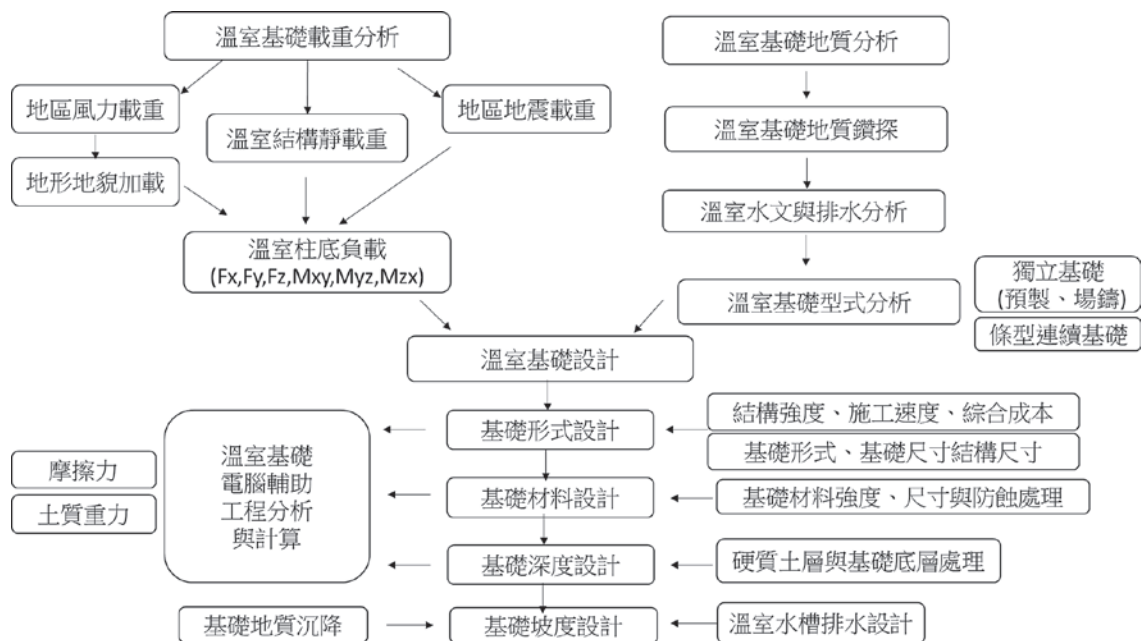 溫室基礎載重分析
地區風力載重
溫室結構靜載重
地區地震載重
地形地貌加載
溫室柱底負載
(Fx,Fy,Fz,Mxy,Myz,Mzx)
溫室基礎地質分析
溫室基礎地質鑽探
溫室水文與排水分析
溫室基礎型式分析
獨立基礎
(預製、場鑄)
條型連續基礎
溫室基礎設計
基礎形式設計
結構強度、施工速度、綜合成本
基礎形式、基礎尺寸結構尺寸
溫室基礎
電腦輔助
工程分析
與計算
摩擦力
土質重力
基礎材料設計
基礎材料強度、尺寸與防蝕處理
基礎深度設計
硬質土層與基礎底層處理
基礎地質沉降
基礎坡度設計
溫室水槽排水設計